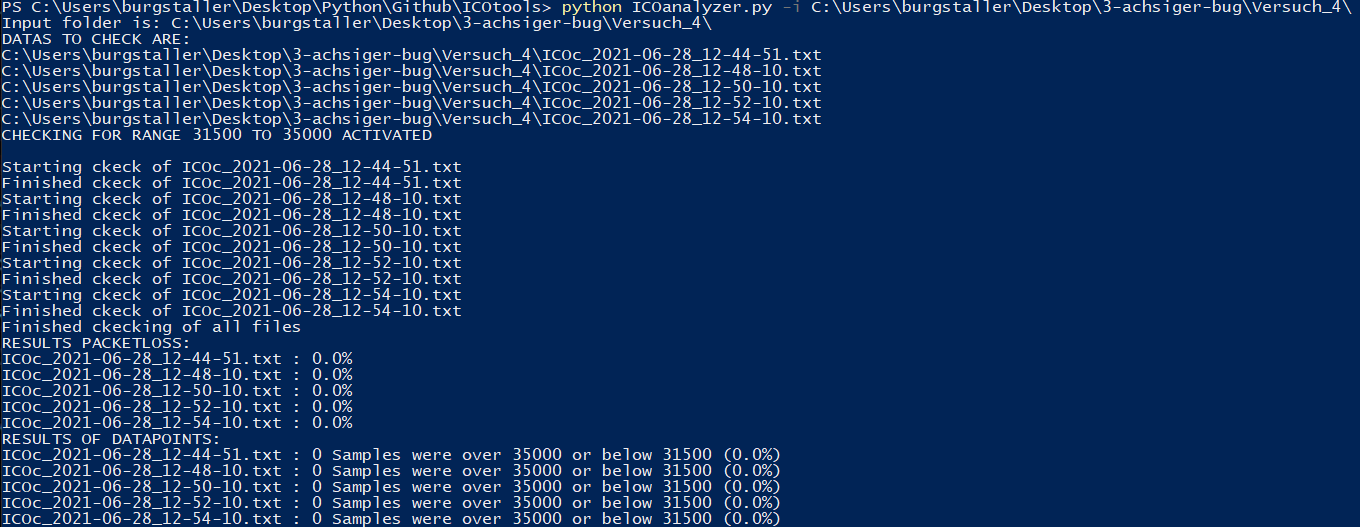 PS C:\Users\burgstaller\Desktop\Python\Github\ICOtools> python ICOanalyzer.py -i C:\Users\burgstaller\Desktop\3-achsiger-bug\Versuch_4\
Input folder is: C:\Users\burgstaller\Desktop\3-achsiger-bug\Versuch_4\
DATAS TO CHECK ARE:
C:\Users\burgstaller\Desktop\3-achsiger-bug\Versuch_4\ICOc_2021-06-28_12-44-51.txt
C:\Users\burgstaller\Desktop\3-achsiger-bug\Versuch_4\ICOc_2021-06-28_12-48-10.txt
C:\Users\burgstaller\Desktop\3-achsiger-bug\Versuch_4\ICOc_2021-06-28_12-50-10.txt
C:\Users\burgstaller\Desktop\3-achsiger-bug\Versuch_4\ICOc_2021-06-28_12-52-10.txt
C:\Users\burgstaller\Desktop\3-achsiger-bug\Versuch_4\ICOc_2021-06-28_12-54-10.txt
CHECKING FOR RANGE 31500 TO 35000 ACTIVATED
Starting ckeck of ICOc_2021-06-28_12-44-51.txt
Finished ckeck of ICOc_2021-06-28_12-44-51.txt
Starting ckeck of ICOc_2021-06-28_12-48-10.txt
Finished ckeck of ICOc_2021-06-28_12-48-10.txt
Starting ckeck of ICOc_2021-06-28_12-50-10.txt
Finished ckeck of ICOc_2021-06-28_12-50-10.txt
Starting ckeck of ICOc_2021-06-28_12-52-10.txt
Finished ckeck of ICOc_2021-06-28_12-52-10.txt
Starting ckeck of ICOc_2021-06-28_12-54-10.txt
Finished ckeck of ICOc_2021-06-28_12-54-10.txt
Finished ckecking of all files
RESULTS PACKETLOSS:
ICOc_2021-06-28_12-44-51.txt : 0.0%
ICOc_2021-06-28_12-48-10.txt : 0.0%
ICOc_2021-06-28_12-50-10.txt : 0.0%
ICOc_2021-06-28_12-52-10.txt : 0.0%
ICOc_2021-06-28_12-54-10.txt : 0.0%
RESULTS OF DATAPOINTS:
ICOc_2021-06-28_12-44-51.txt : 0 Samples were over 35000 or below 31500 (0.0%)
ICOc_2021-06-28_12-48-10.txt : 0 Samples were over 35000 or below 31500 (0.0%)
ICOc_2021-06-28_12-50-10.txt : 0 Samples were over 35000 or below 31500 (0.0%)
ICOc_2021-06-28_12-52-10.txt : 0 Samples were over 35000 or below 31500 (0.0%)
ICOc_2021-06-28_12-54-10.txt : 0 Samples were over 35000 or below 31500 (0.0%)